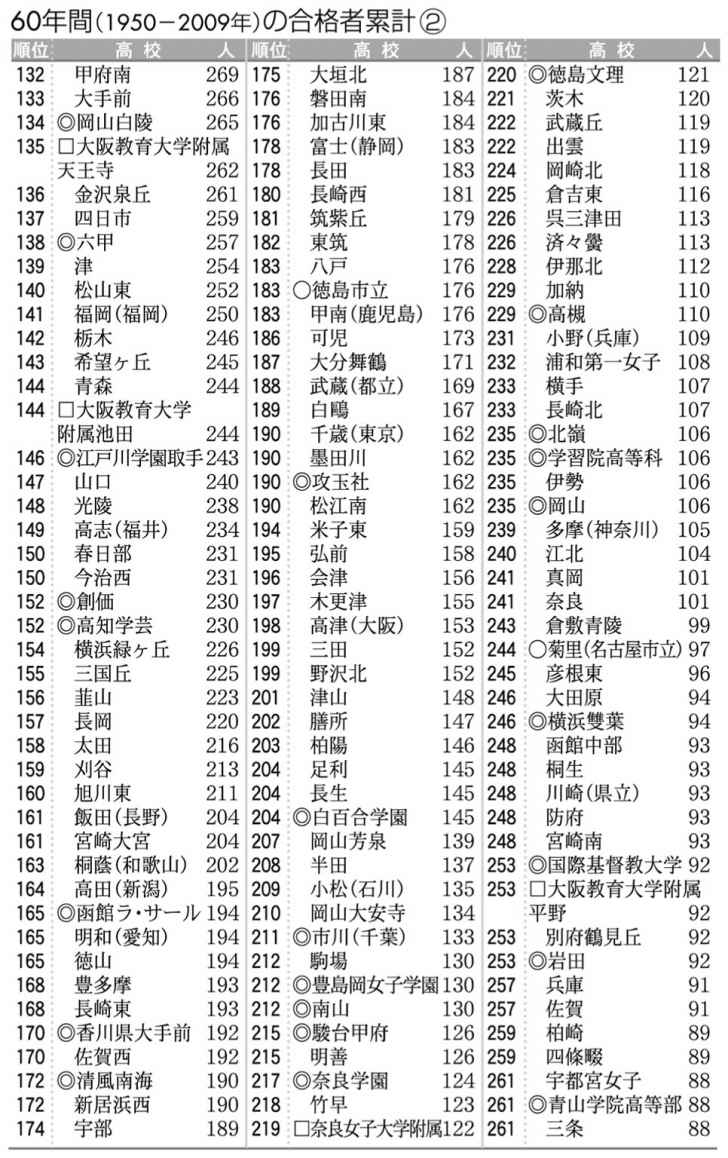 60年間(1950－2009年)の合格者累計②
順位 高校 人
132 甲府南 269
133 大手前 266
134 ◎岡山白陵 265
135 □大阪教育大学附属
天王寺 262
136 金沢泉丘 261
137 四日市 259
138 ◎六甲 257
139 津 254
140 松山東 252
141 福岡(福岡) 250
142 栃木 246
143 希望ヶ丘 245
144 青森 244
144 □大阪教育大学
附属池田 244
146 ◎江戸川学園取手 243
147 山口 240
148 光陵 238
149 高志(福井) 234
150 春日部 231
150 今治西 231
152 ◎創価 230
152 ◎高知学芸 230
154 横浜緑ヶ丘 226
155 三国丘 225
156 韮山 223
157 長岡 220
158 太田 216
159 刈谷 213
160 旭川東 211
161 飯田(長野) 204
161 宮崎大宮 204
163 桐蔭(和歌山) 202
164 高田(新潟) 195
165 ◎函館ラ・サール 194
165 明和(愛知) 194
165 徳山 194
168 豊多摩 193
168 長崎東 193
170 ◎香川県大手前 192
170 佐賀西 192
172 ◎清風南海 190
172 新居浜西 190
174 宇部 189
順位 高校 人
175 大垣北 187
176 磐田南 184
176 加古川東 184
178 富士(静岡) 183
178 長田 183
180 長崎西 181
181 筑紫丘 179
182 東筑 178
183 八戸 176
183 ○徳島市立 176
183 甲南(鹿児島) 176
186 可児 173
187 大分舞鶴 171
188 武蔵(都立) 169
189 白鷗 167
190 千歳(東京) 162
190 墨田川 162
190 ◎攻玉社 162
190 松江南 162
194 米子東 159
195 弘前 158
196 会津 156
197 木更津 155
198 高津(大阪) 153
199 三田 152
199 野沢北 152
201 津山 148
202 膳所 147
203 柏陽 146
204 足利 145
204 長生 145
204 ◎白百合学園 145
207 岡山芳泉 139
208 半田 137
209 小松(石川) 135
210 岡山大安寺 134
211 ◎市川(千葉) 133
212 駒場 130
212 ◎豊島岡女子学園 130
212 ◎南山 130
215 ◎駿台甲府 126
215 明善 126
217 ◎奈良学園 124
218 竹早 123
219 □奈良女子大学附属 122
順位 高校 人
220 ◎徳島文理 121
221 茨木 120
222 武蔵丘 119
222 出雲 119
224 岡崎北 118
225 倉吉東 116
226 呉三津田 113
226 済々黌 113
228 伊那北 112
229 加納 110
229 ◎高槻 110
231 小野(兵庫) 109
232 浦和第一女子 108
233 横手 107
233 長崎北 107
235 ◎北嶺 106
235 ◎学習院高等科 106
235 伊勢 106
235 ◎岡山 106
239 多摩(神奈川) 105
240 江北 104
241 真岡 101
241 奈良 101
243 倉敷青陵 99
244 ○菊里(名古屋市立) 97
245 彦根東 96
246 大田原 94
246 ◎横浜雙葉 94
248 函館中部 93
248 桐生 93
248 川崎(県立) 93
248 防府 93
248 宮崎南 93
253 ◎国際基督教大学 92
253 □大阪教育大学附属
平野 92
253 別府鶴見丘 92
253 ◎岩田 92
257 兵庫 91
257 佐賀 91
259 柏崎 89
259 四條畷 89
261 宇都宮女子 88
261 ◎青山学院高等部 88
261 三条 88